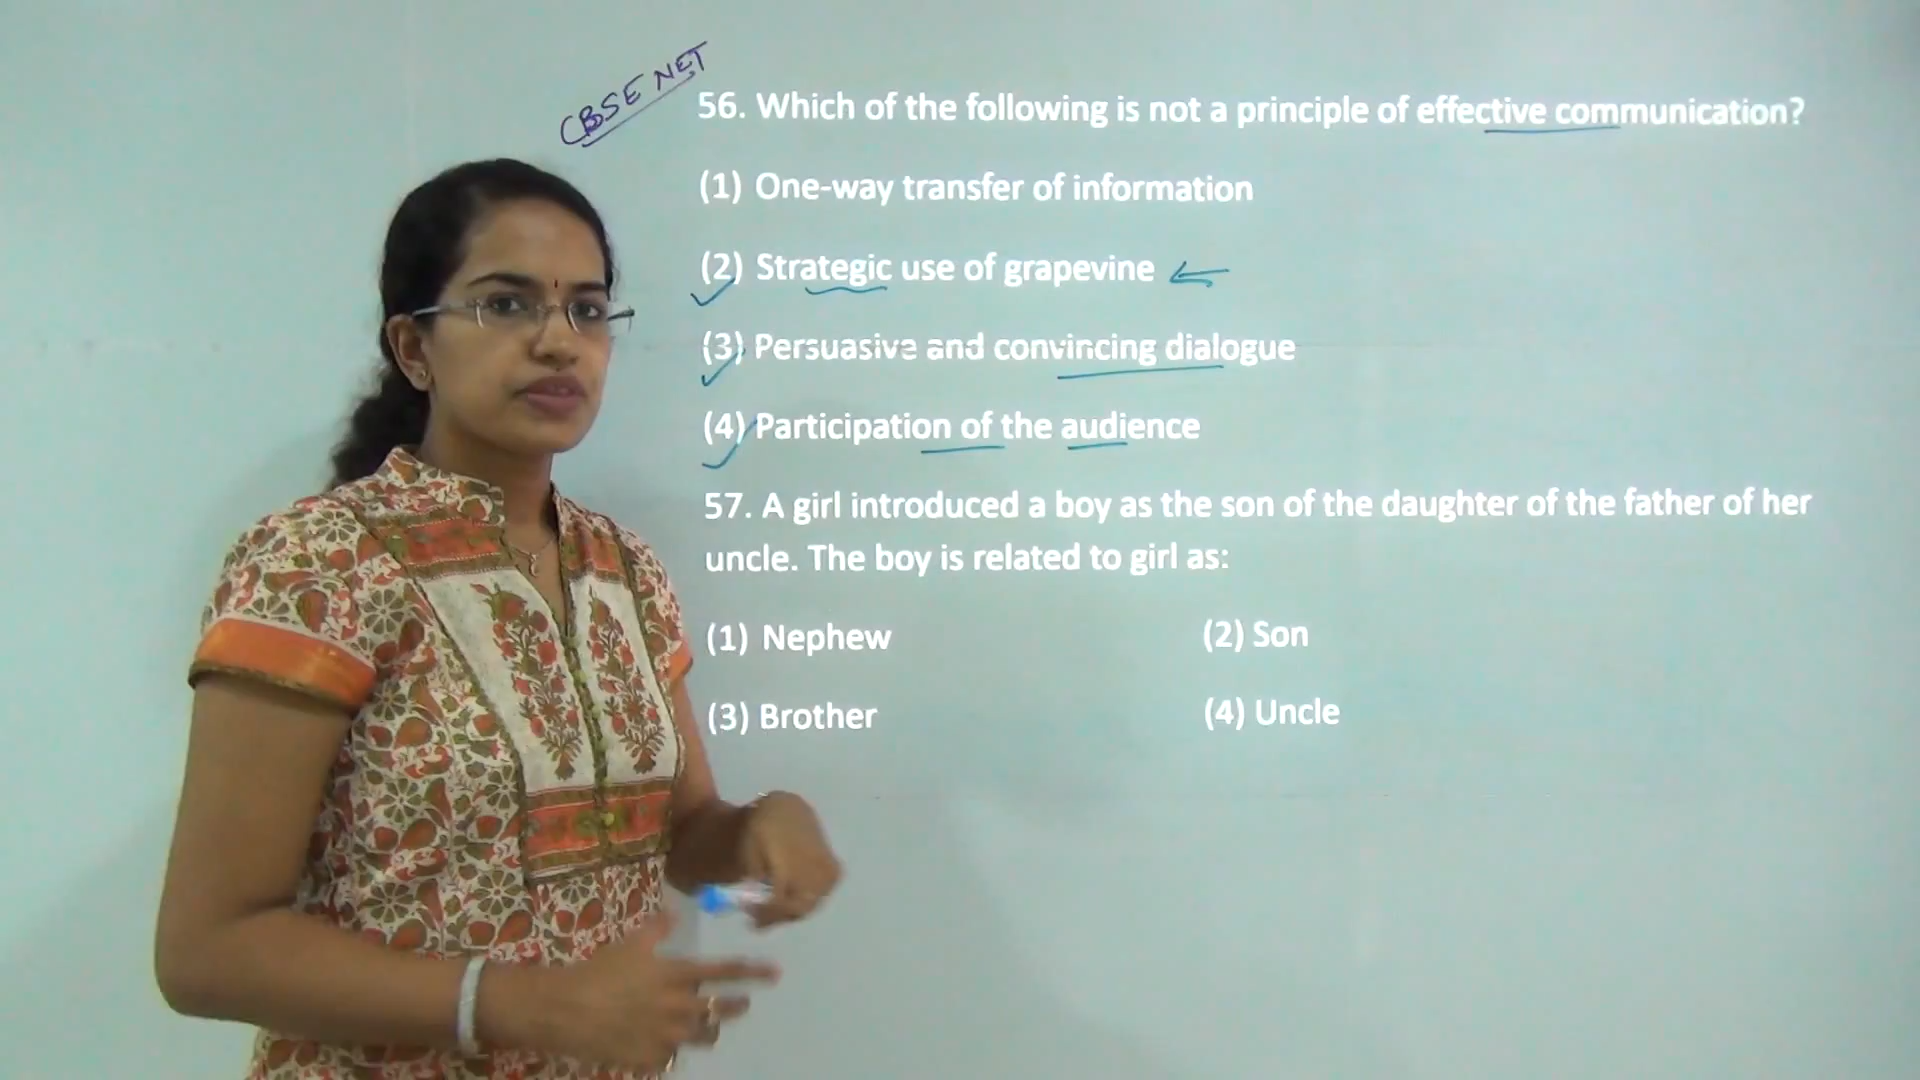 CBSE NET
56. Which of the following is not a principle of effective communication?
(1) One-way transfer of information
(2) Strategic use of grapevine
(3) Persuasive and convincing dialogue
(4) Participation of the audience
57. A girl introduced a boy as the son of the daughter of the father of her
uncle. The boy is related to girl as:
(1) Nephew (2) Son
(3) Brother (4) Uncle